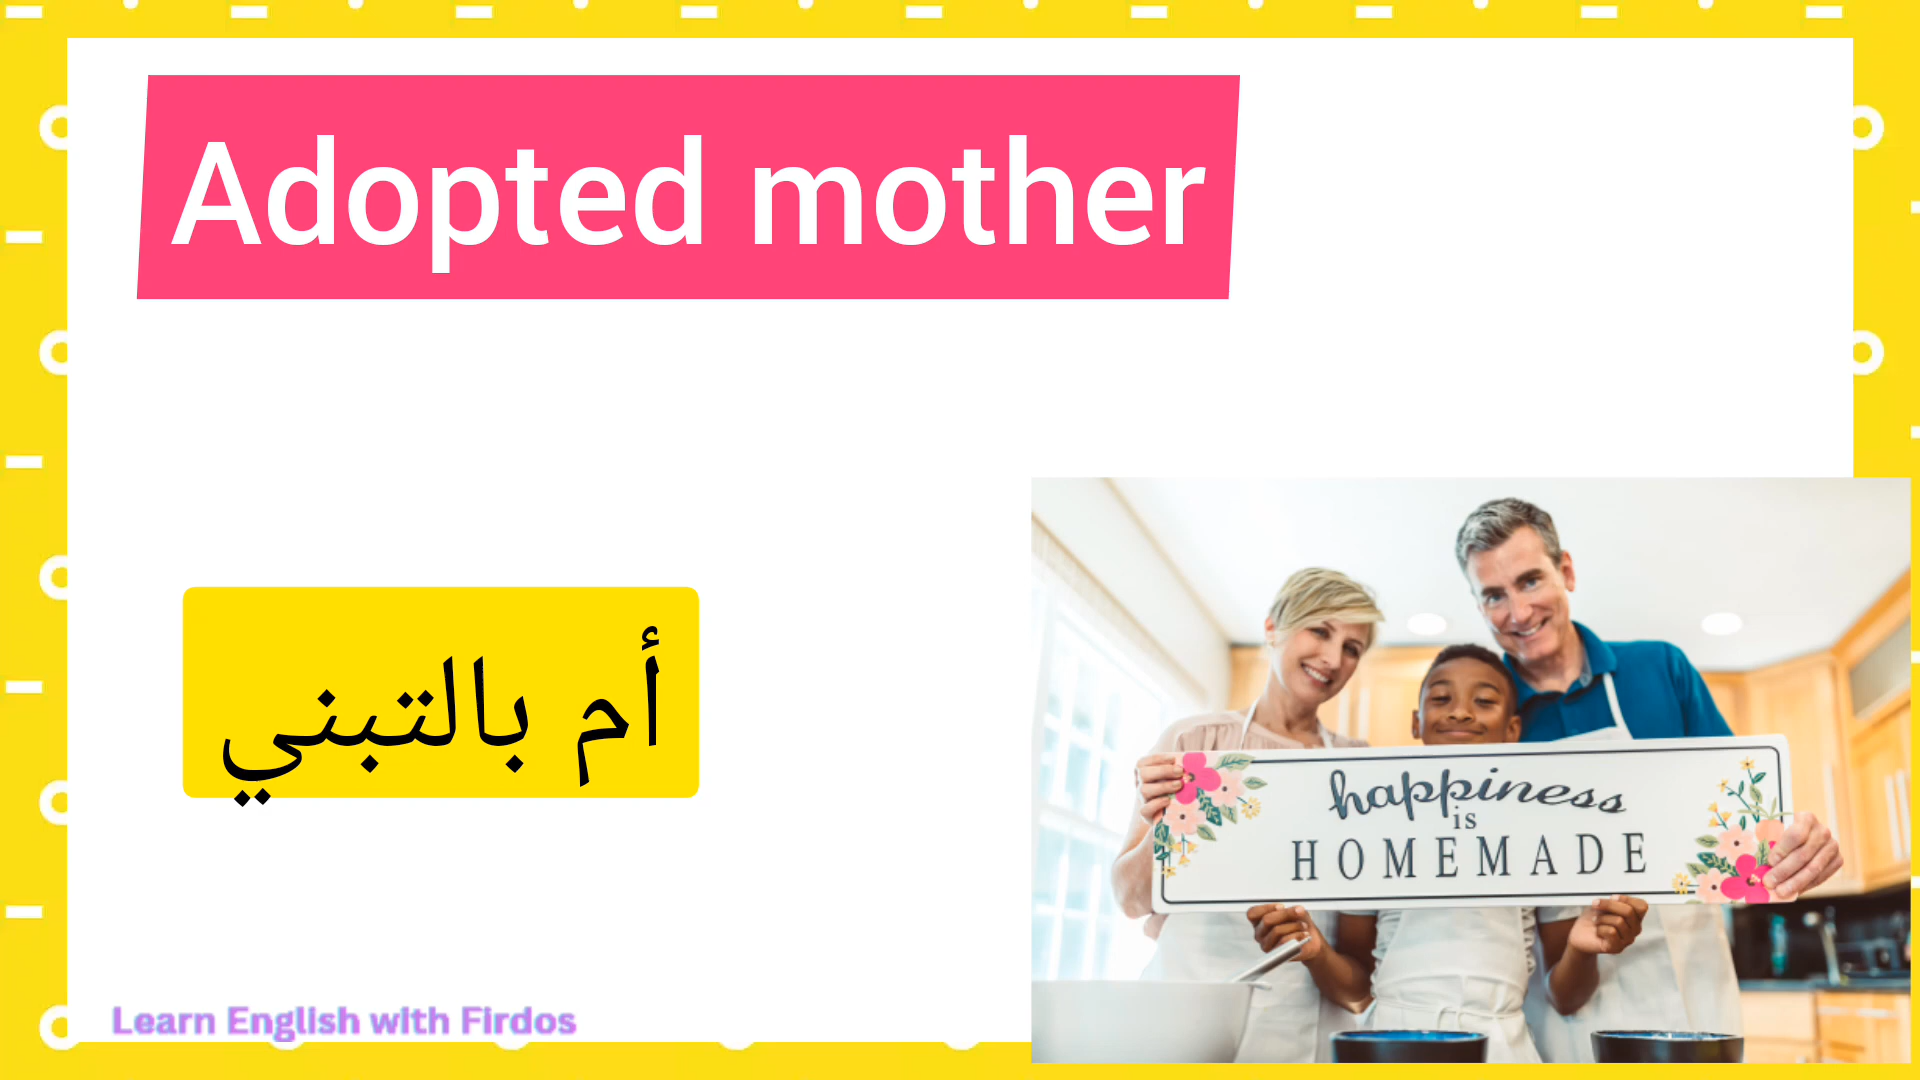 Adopted mother
أم بالتبني
happiness
is
HOMEMADE
Learn English with Firdos